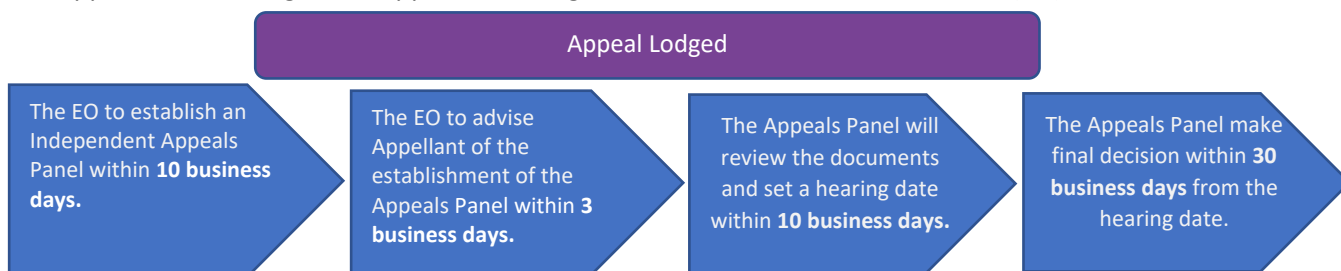 Appeal Lodged
The EO to establish an
Independent Appeals
Panel within 10 business
days.
The EO to advise
Appellant of the
establishment of the
Appeals Panel within 3
business days.
The Appeals Panel will
review the documents
and set a hearing date
within 10 business days.
The Appeals Panel make
final decision within 30
business days from the
hearing date.